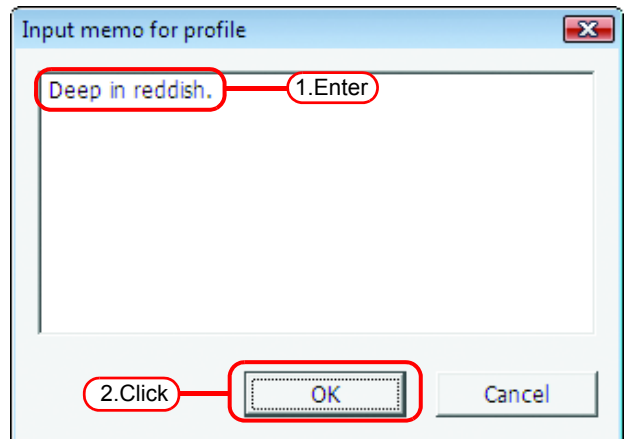 Input memo for profile
Deep in reddish.
1.Enter
2.Click
OK
Cancel